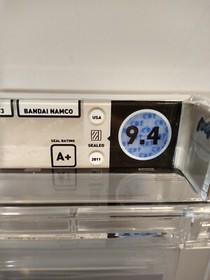 3
BANDAI NAMCO
USA
SEAL RATING
SEALED
A+
2011
9.4